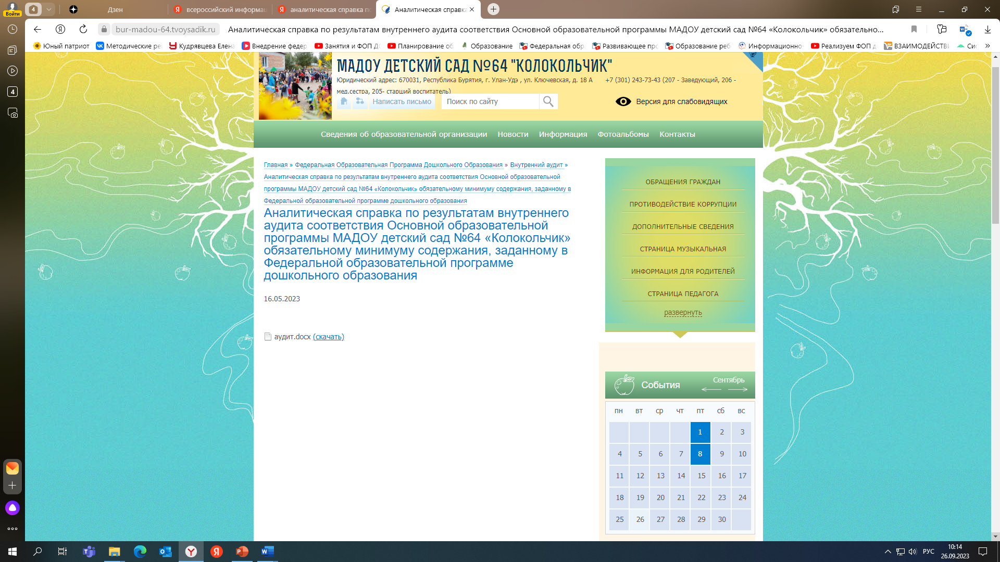 Войти
4
Дзен
всероссийский информац
аналитическая справка по
Аналитическая справка
bur-madou-64.tvoysadik.ru
Аналитическая справка по результатам внутреннего аудита соответствия Основной образовательной программы МАДОУ детский сад №64 «Колокольчик» обязательно...
Юный патриот
Методические ре
Кудрявцева Елена
Внедрение федер
Занятия и ФОП ДО
Планирование об
Образование
Федеральная обра
Развивающее про
Образование реб
Информационно-
Реализуем ФОП д
ВЗАИМОДЕЙСТВИ
Сис
»
4
МАДОУ ДЕТСКИЙ САД №64 "КОЛОКОЛЬЧИК"
Юридический адрес: 670031, Республика Бурятия, г. Улан-Удэ , ул. Ключевская, д. 18 А
+7 (301) 243-73-43 (207 - Заведующий, 206 -
мед.сестра, 205- старший воспитатель)
Написать письмо
Поиск по сайту
Версия для слабовидящих
Сведения об образовательной организации
Новости
Информация
Фотоальбомы
Контакты
Главная » Федеральная Образовательная Программа Дошкольного Образования » Внутренний аудит »
Аналитическая справка по результатам внутреннего аудита соответствия Основной образовательной
программы МАДОУ детский сад №64 «Колокольчик» обязательному минимуму содержания, заданному в
Федеральной образовательной программе дошкольного образования
Аналитическая справка по результатам внутреннего
аудита соответствия Основной образовательной
программы МАДОУ детский сад №64 «Колокольчик»
обязательному минимуму содержания, заданному в
Федеральной образовательной программе
дошкольного образования
16.05.2023
аудит.docx (скачать)
ОБРАЩЕНИЯ ГРАЖДАН
ПРОТИВОДЕЙСТВИЕ КОРРУПЦИИ
ДОПОЛНИТЕЛЬНЫЕ СВЕДЕНИЯ
СТРАНИЦА МУЗЫКАЛЬНАЯ
ИНФОРМАЦИЯ ДЛЯ РОДИТЕЛЕЙ
СТРАНИЦА ПЕДАГОГА
развернуть
События
Сентябрь
пн вт ср чт пт сб вс
1 2 3
4 5 6 7 8 9 10
11 12 13 14 15 16 17
18 19 20 21 22 23 24
25 26 27 28 29 30
РУС
10:14
26.09.2023